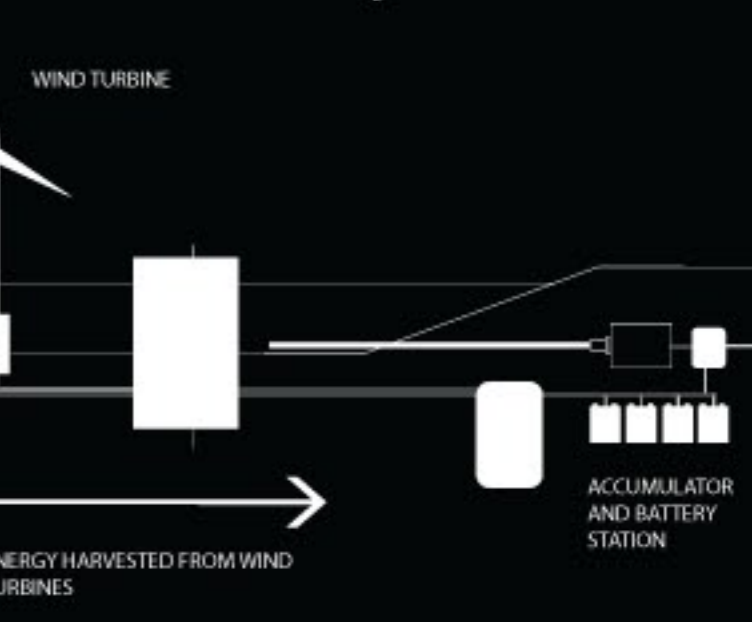 WIND TURBINE
ACCUMULATOR
AND BATTERY
STATION
NERGY HARVESTED FROM WIND
URBINES